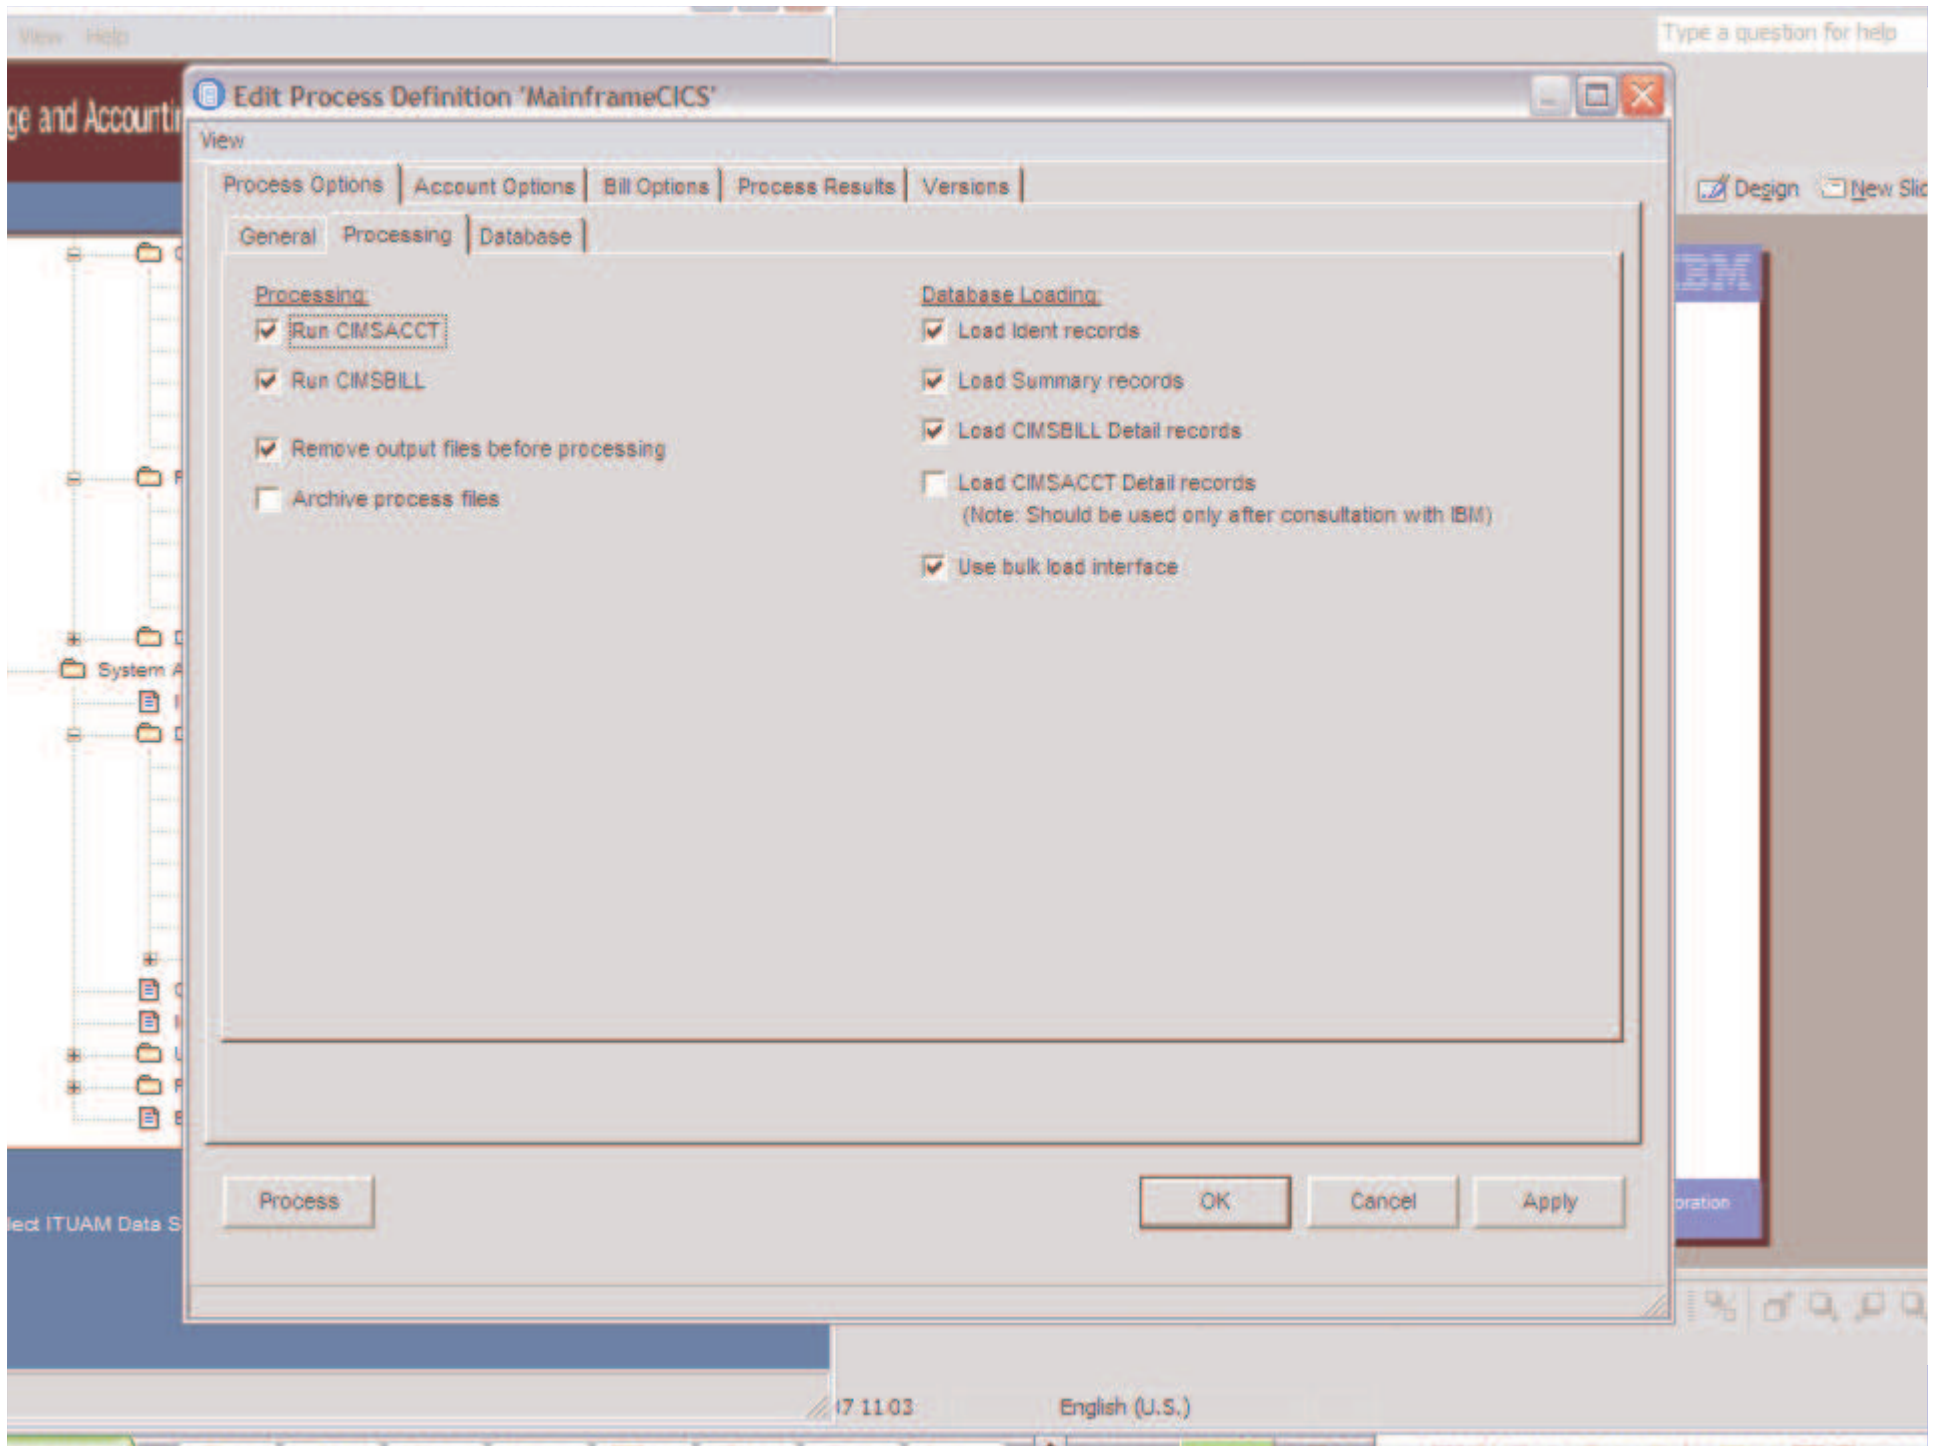 View Help
Type a question for help
Edit Process Definition 'MainframeCICS'
and Accounti
View
Process Options Account Options Bill Options Process Results Versions
Design New
General Processing Database
IBM
Processing: Database Loading:
Run CIMSACCT Load Ident records
Run CIMSBILL Load Summary records
Load CIMSBILL Detail records
Remove output files before processing
Load CIMSACCT Detail records
Archive process files
(Note: Should be used only after consultation with IBM)
Use bulk load interface
System A
Process OK Cancel Apply
ITUAM Data S
oration
11:03 English (U.S.)